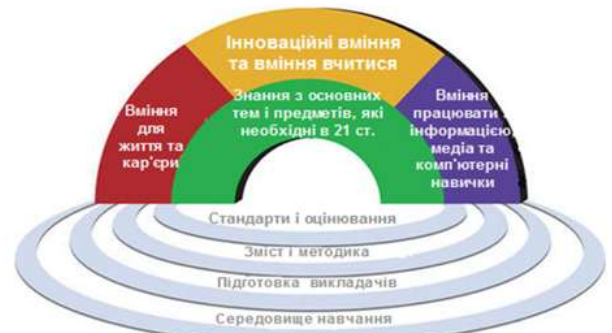 Інноваційні вміння
та вміння вчитися
Знання з основних
тем і предметів, які
необхідні в 21 ст.
Вміння
для
життя та
кар'єри
Вміння
працювати з
інформацією,
медіа та
комп'ютерні
навички
Стандарти і оцінювання
Зміст і методика
Підготовка викладачів
Середовище навчання